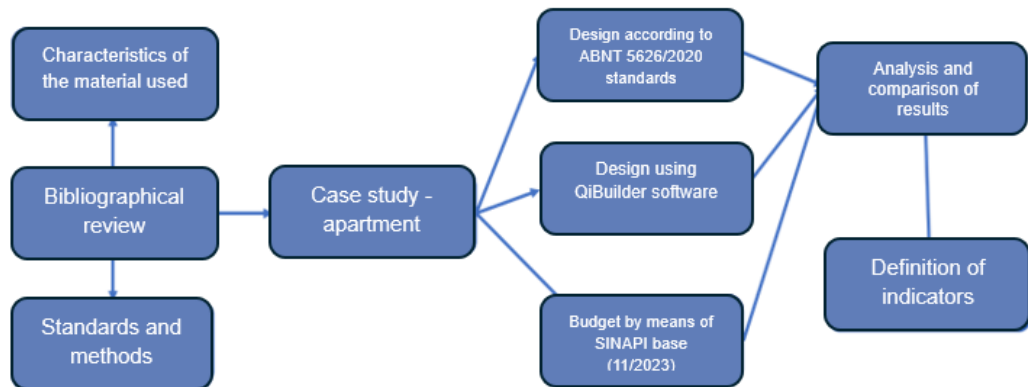 Characteristics of
the material used
Bibliographical
review
Standards and
methods
Case study -
apartment
Design according to
ABNT 5626/2020
standards
Design using
QiBuilder software
Budget by means of
SINAPI base
(11/2023)
Analysis and
comparison of
results
Definition of
indicators